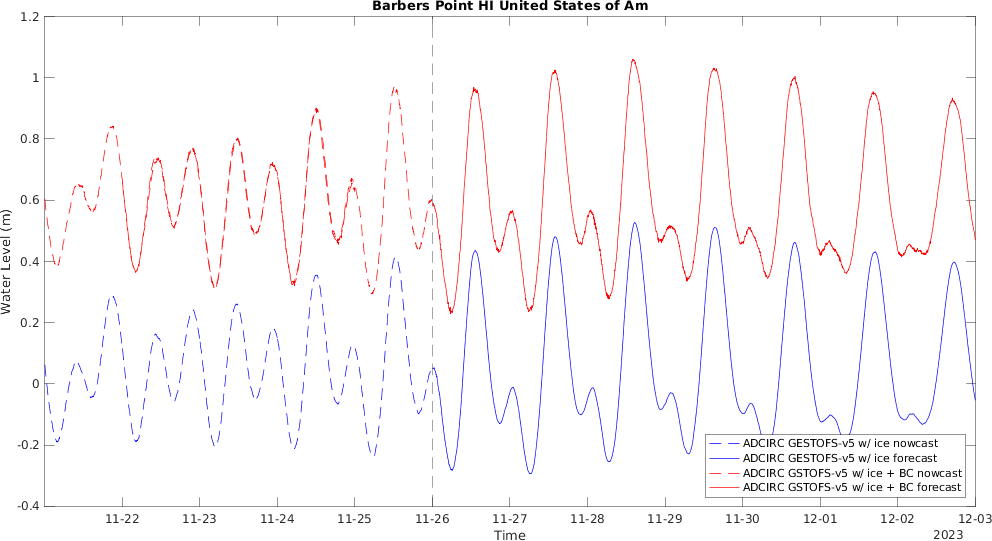 Barbers Point HI United States of Am
1.2
1
0.8
0.6
0.4
0.2
0
-0.2
-0.4
Water Level (m)
ADCIRC GESTOFS-v5 w/ ice nowcast
ADCIRC GESTOFS-v5 w/ ice forecast
ADCIRC GSTOFS-v5 w/ ice + BC nowcast
ADCIRC GSTOFS-v5 w/ ice + BC forecast
11-22 11-23 11-24 11-25 11-26 11-27 11-28 11-29 11-30 12-01 12-02 12-03
Time
2023